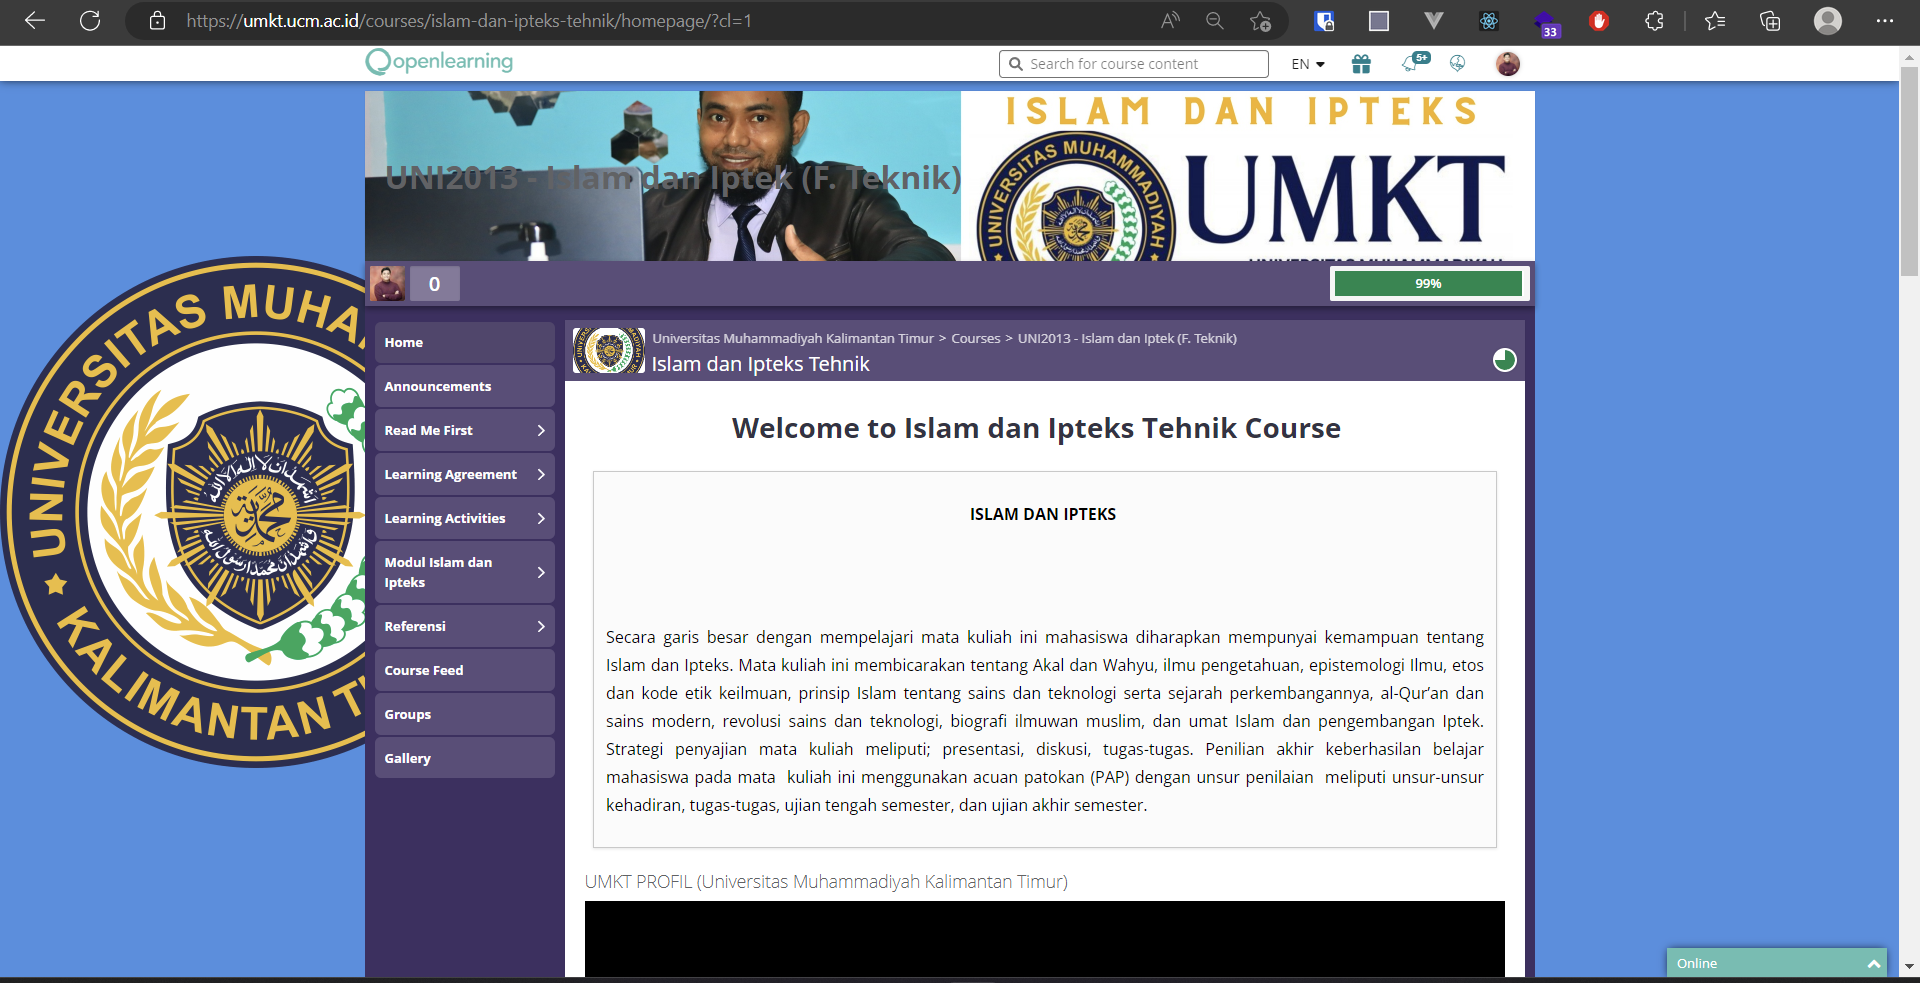 https://umkt.ucm.ac.id/courses/islam-dan-ipteks-tehnik/homepage/?cl=1
33
openlearning
Search for course content
EN
5+
UNI2013 - Islam dan Iptek (F. Teknik)
ISLAM DAN IPTEKS
UNIVERSITAS MUHAMMADIYAH
UMKT
UNIVERSITAS MUHAMMADIYAH
0
99%
UNIVERSITAS MUHA
KALIMANTAN T
Home
Announcements
Read Me First
Learning Agreement
Learning Activities
Modul Islam dan
Ipteks
Referensi
Course Feed
Groups
Gallery
Universitas Muhammadiyah Kalimantan Timur > Courses > UNI2013 - Islam dan Iptek (F. Teknik)
Islam dan Ipteks Tehnik
Welcome to Islam dan Ipteks Tehnik Course
ISLAM DAN IPTEKS
Secara garis besar dengan mempelajari mata kuliah ini mahasiswa diharapkan mempunyai kemampuan tentang
Islam dan Ipteks. Mata kuliah ini membicarakan tentang Akal dan Wahyu, ilmu pengetahuan, epistemologi Ilmu, etos
dan kode etik keilmuan, prinsip Islam tentang sains dan teknologi serta sejarah perkembangannya, al-Qur’an dan
sains modern, revolusi sains dan teknologi, biografi ilmuwan muslim, dan umat Islam dan pengembangan Iptek.
Strategi penyajian mata kuliah meliputi; presentasi, diskusi, tugas-tugas. Penilian akhir keberhasilan belajar
mahasiswa pada mata kuliah ini menggunakan acuan patokan (PAP) dengan unsur penilaian meliputi unsur-unsur
kehadiran, tugas-tugas, ujian tengah semester, dan ujian akhir semester.
UMKT PROFIL (Universitas Muhammadiyah Kalimantan Timur)
Online